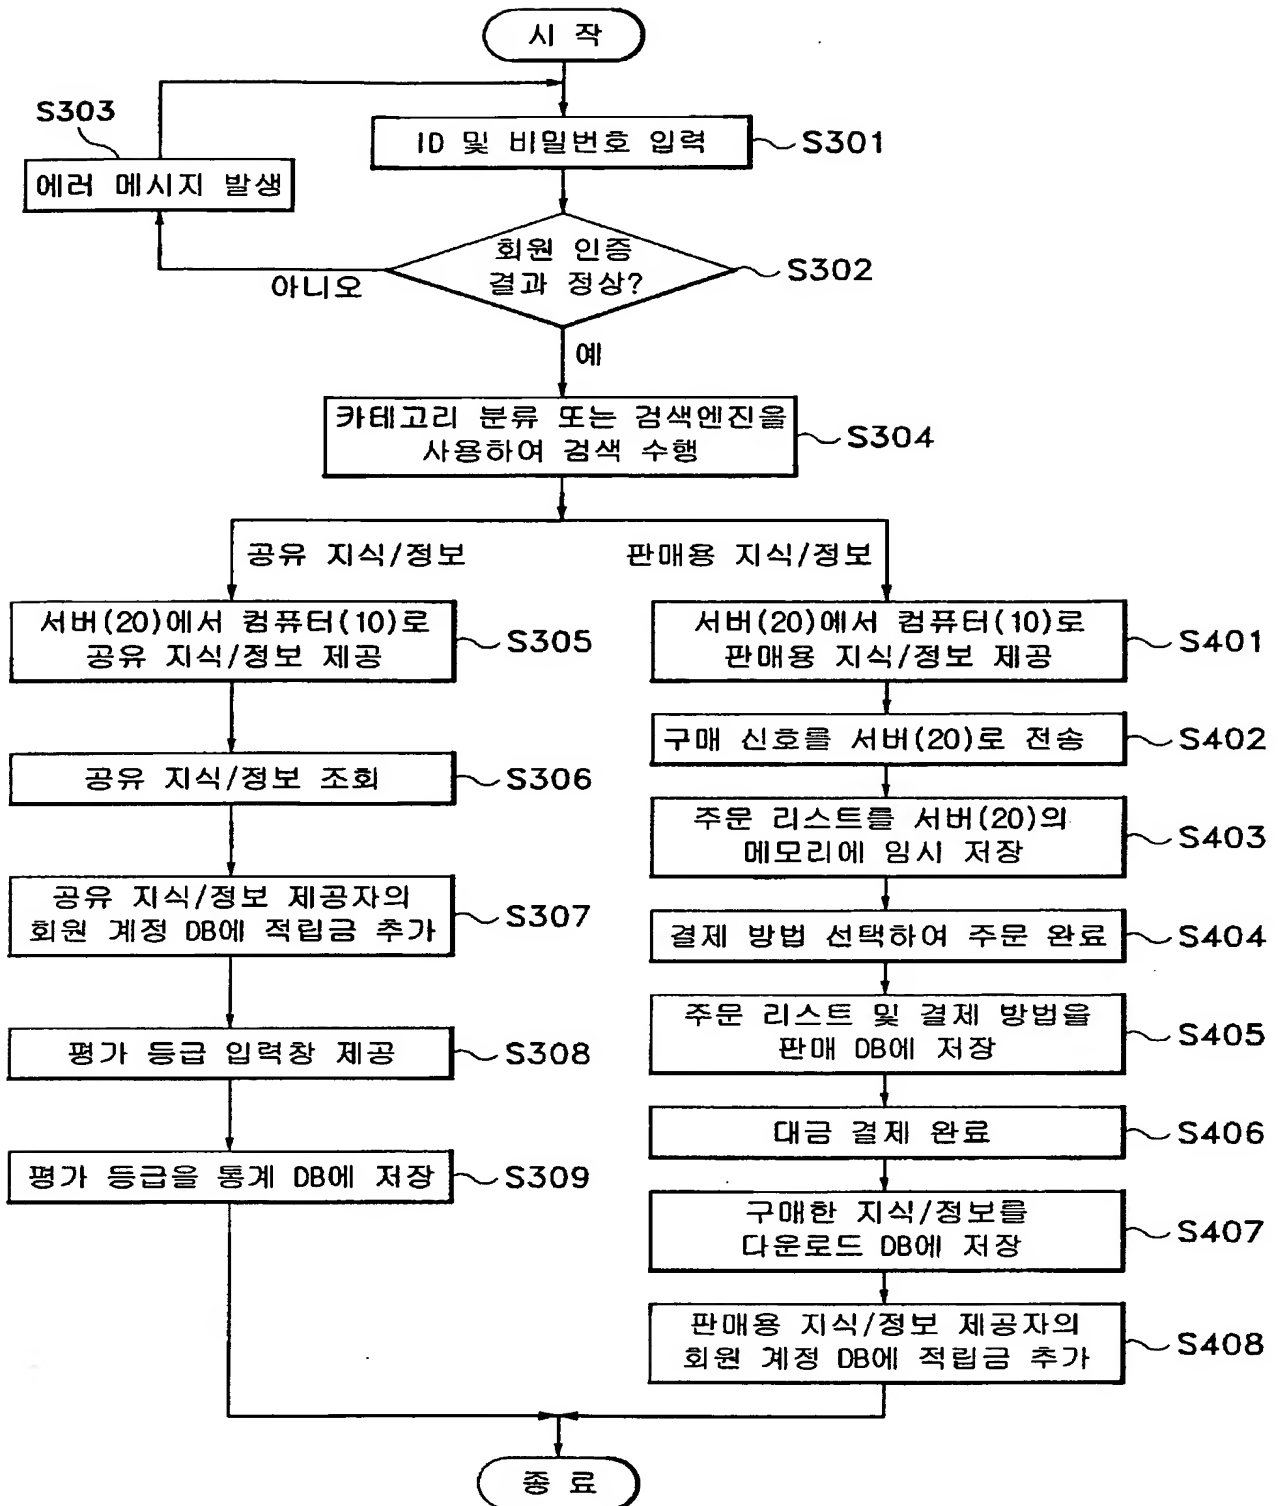 시 작
S303
ID 및 비밀번호 입력
S301
에러 메시지 발생
회원 인증
결과 정상?
S302
아니오
예
캬테고리 분류 또는 검색엔진을
사용하여 검색 수행
S304
공유 지식/정보
판매용 지식/정보
서버(20)에서 컴퓨터(10)로
공유 지식/정보 제공
S305
서버(20)에서 컴퓨터(10)로
판매용 지식/정보 제공
S401
구매 신호를 서버(20)로 전송
S402
공유 지식/정보 조회
S306
주문 리스트를 서버(20)의
메모리에 임시 저장
S403
공유 지식/정보 제공자의
회원 계정 DB에 적립금 추가
S307
결제 방법 선택하여 주문 완료
S404
주문 리스트 및 결제 방법을
판매 DB에 저장
S405
평가 등급 입력창 제공
S308
대금 결제 완료
S406
평가 등급을 통계 DB에 저장
S309
구매한 지식/정보를
다운로드 DB에 저장
S407
판매용 지식/정보 제공자의
회원 계정 DB에 적립금 추가
S408
종 료